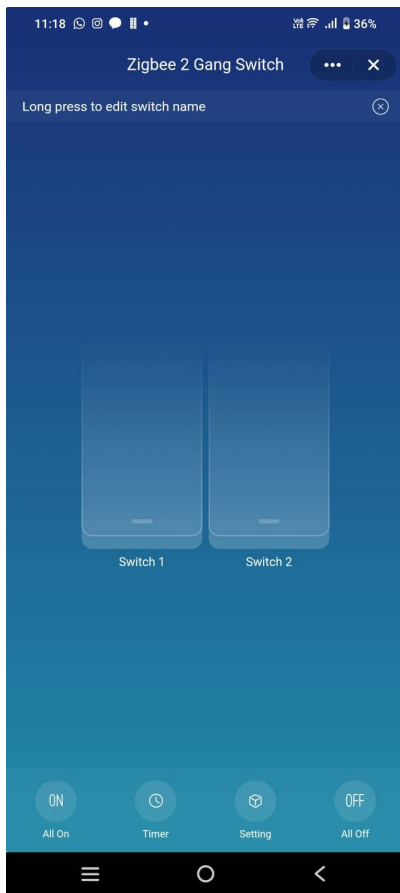 11:18 36%
Zigbee 2 Gang Switch
Long press to edit switch name
Switch 1 Switch 2
ON OFF
All On Timer Setting All Off